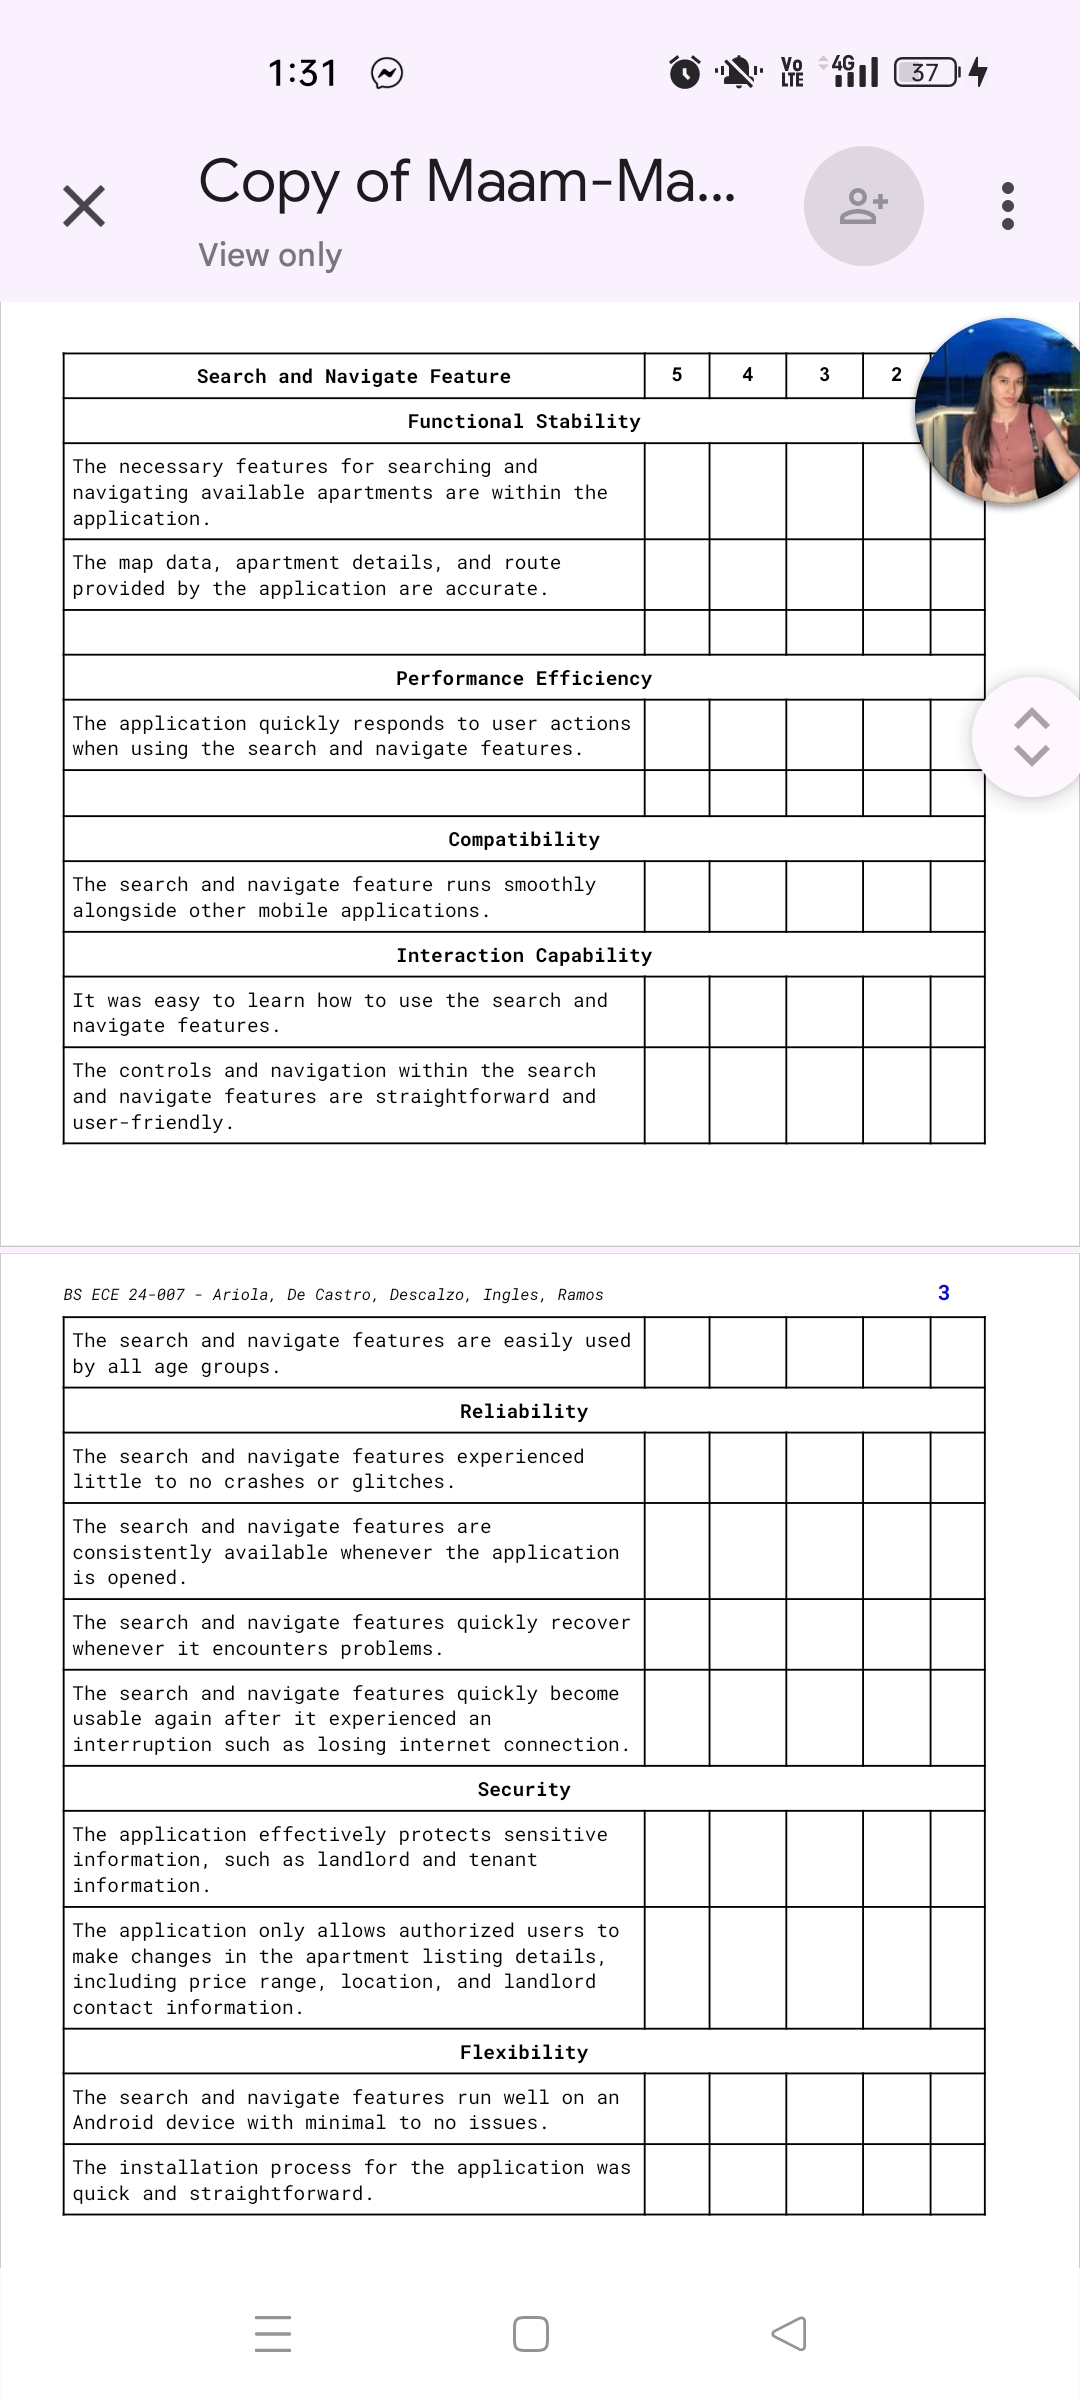 1:31
Vo
LTE
4G
37
Copy of Maam-Ma...
View only
Search and Navigate Feature 5 4 3 2
Functional Stability
The necessary features for searching and
navigating available apartments are within the
application.
The map data, apartment details, and route
provided by the application are accurate.
Performance Efficiency
The application quickly responds to user actions
when using the search and navigate features.
Compatibility
The search and navigate feature runs smoothly
alongside other mobile applications.
Interaction Capability
It was easy to learn how to use the search and
navigate features.
The controls and navigation within the search
and navigate features are straightforward and
user-friendly.
BS ECE 24-007 - Ariola, De Castro, Descalzo, Ingles, Ramos 3
The search and navigate features are easily used
by all age groups.
Reliability
The search and navigate features experienced
little to no crashes or glitches.
The search and navigate features are
consistently available whenever the application
is opened.
The search and navigate features quickly recover
whenever it encounters problems.
The search and navigate features quickly become
usable again after it experienced an
interruption such as losing internet connection.
Security
The application effectively protects sensitive
information, such as landlord and tenant
information.
The application only allows authorized users to
make changes in the apartment listing details,
including price range, location, and landlord
contact information.
Flexibility
The search and navigate features run well on an
Android device with minimal to no issues.
The installation process for the application was
quick and straightforward.